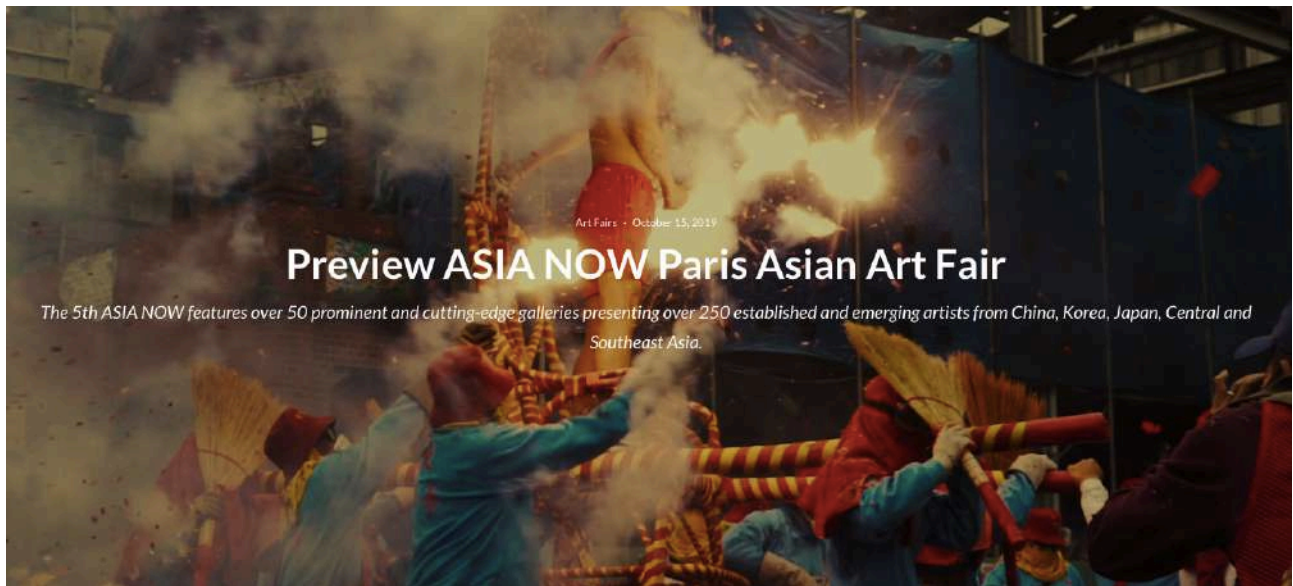 Art Fairs - October 15, 2019
Preview ASIA NOW Paris Asian Art Fair
The 5th ASIA NOW features over 50 prominent and cutting-edge galleries presenting over 250 established and emerging artists from China, Korea, Japan, Central and
Southeast Asia.